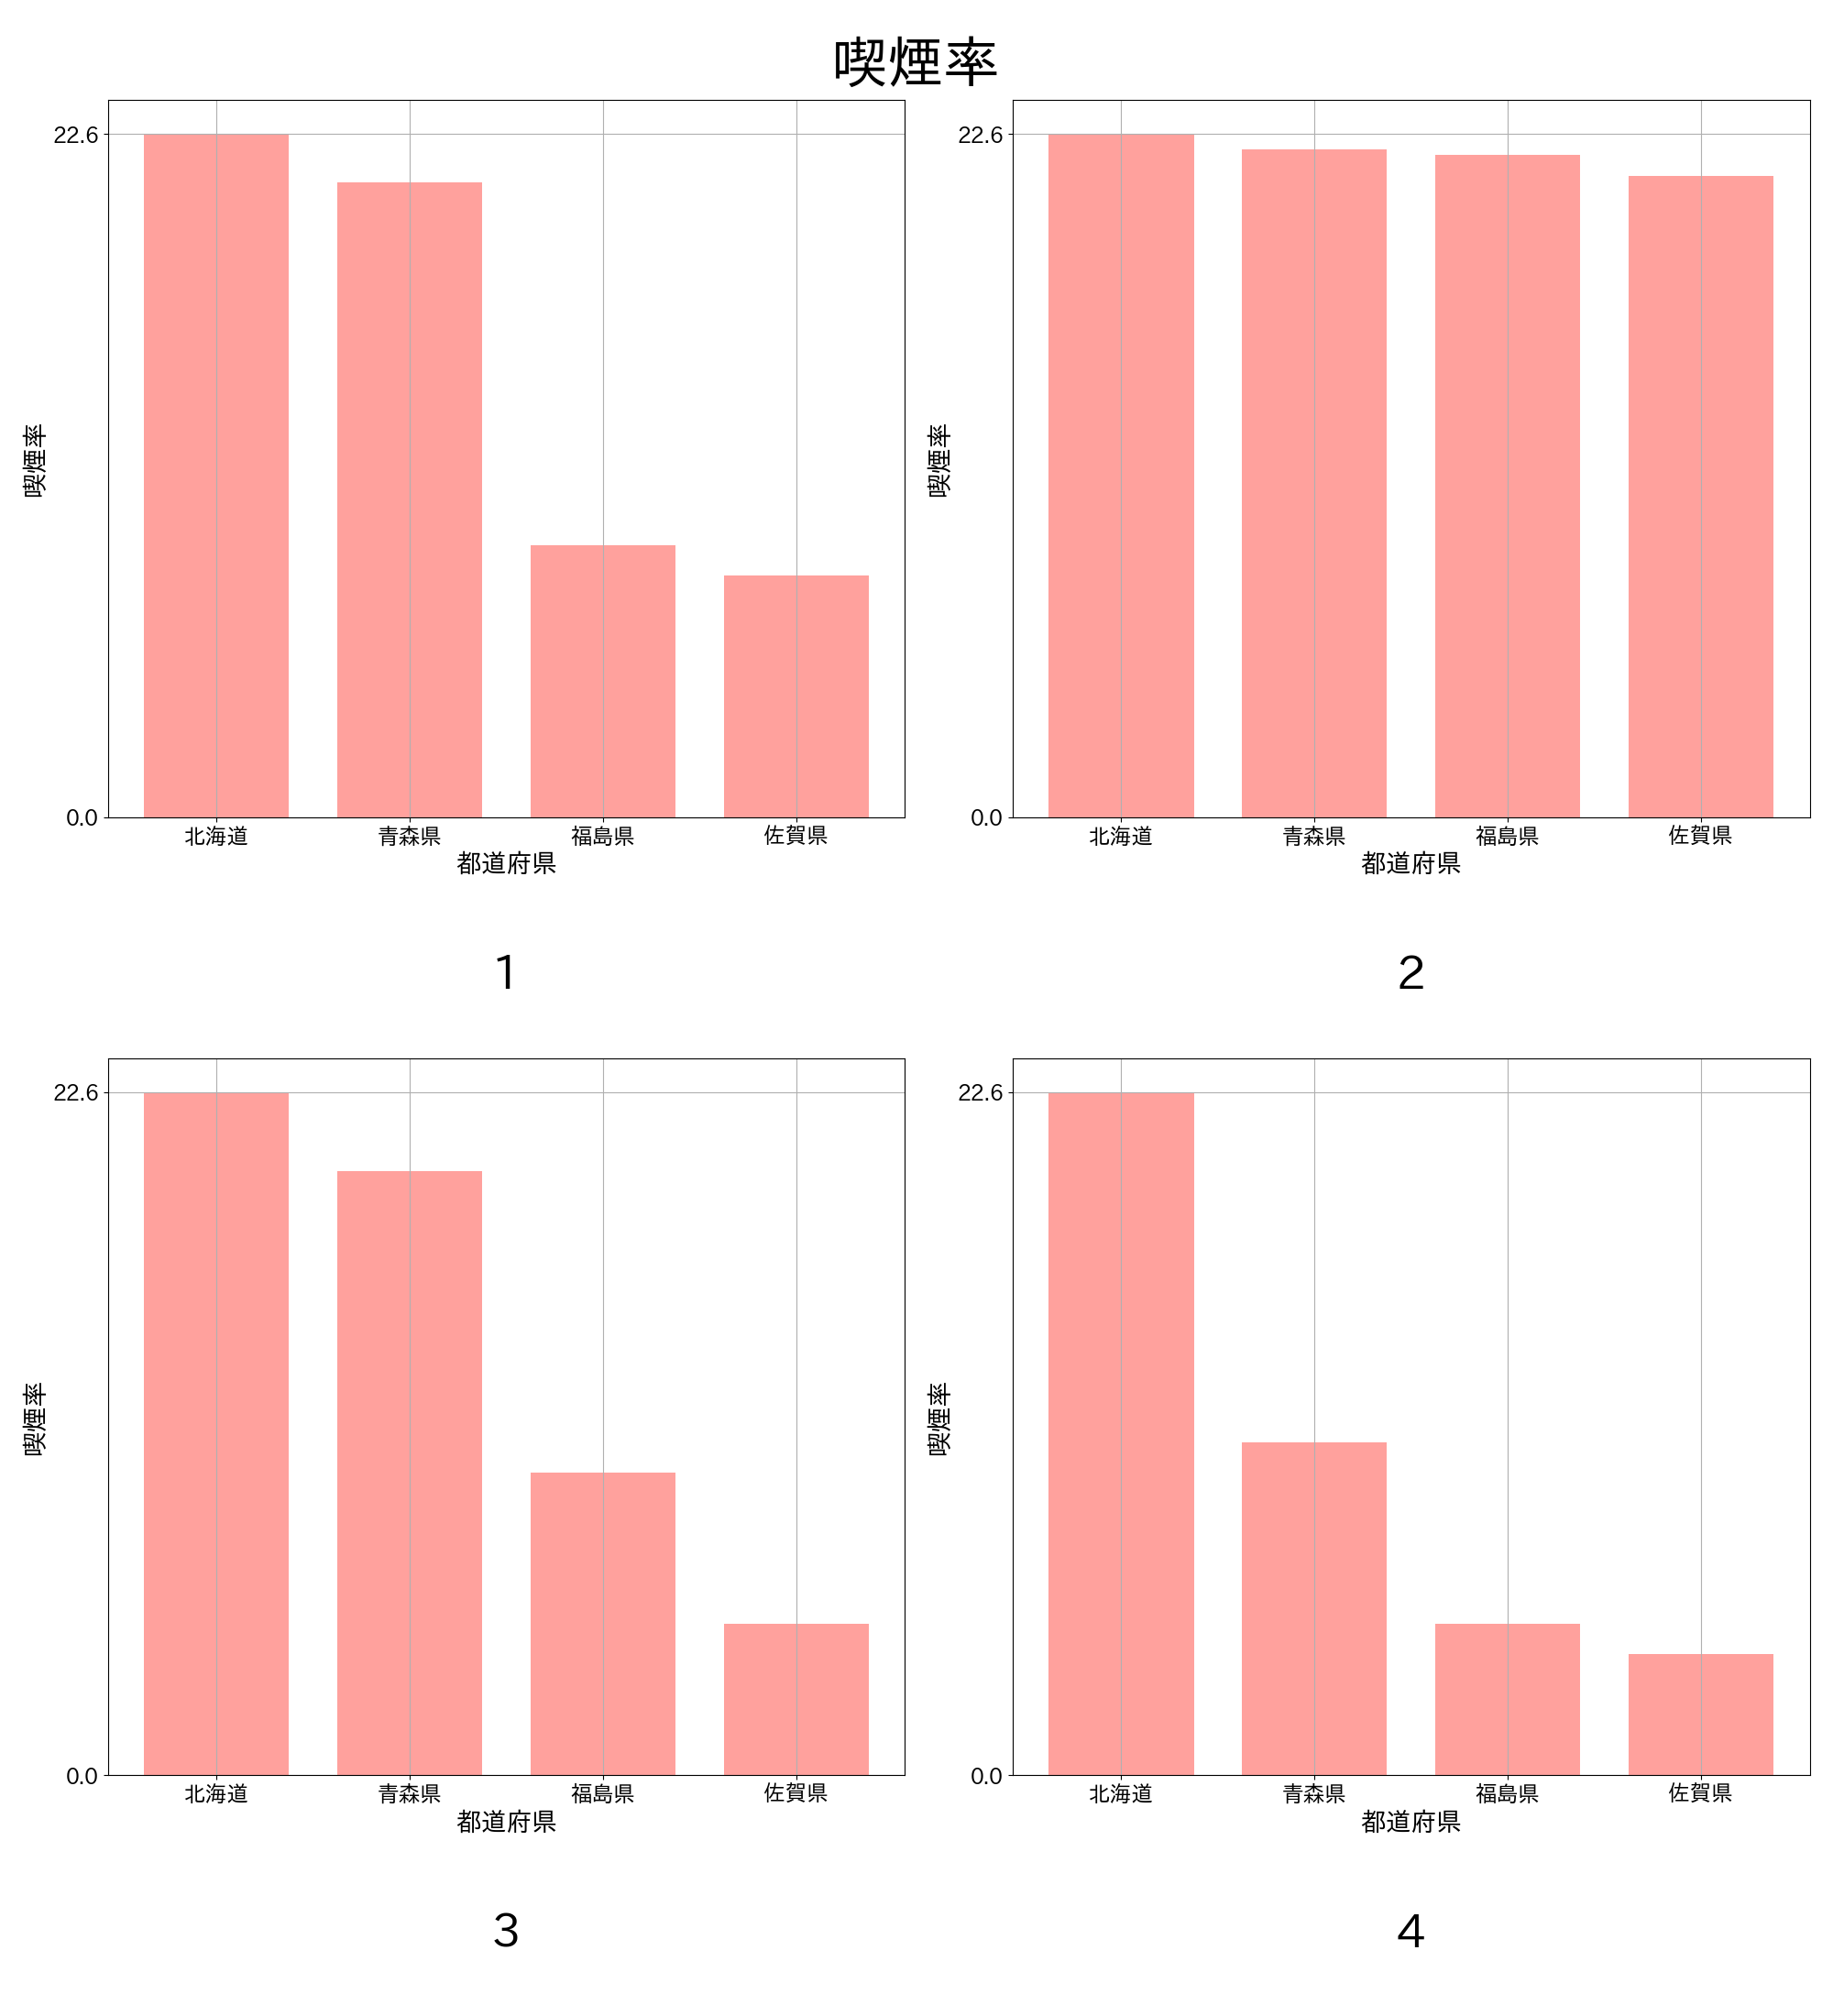 喫煙率
22.6
喫煙率
0.0
北海道 青森県 福島県 佐賀県
都道府県
1
22.6
喫煙率
0.0
北海道 青森県 福島県 佐賀県
都道府県
2
22.6
喫煙率
0.0
北海道 青森県 福島県 佐賀県
都道府県
3
22.6
喫煙率
0.0
北海道 青森県 福島県 佐賀県
都道府県
4